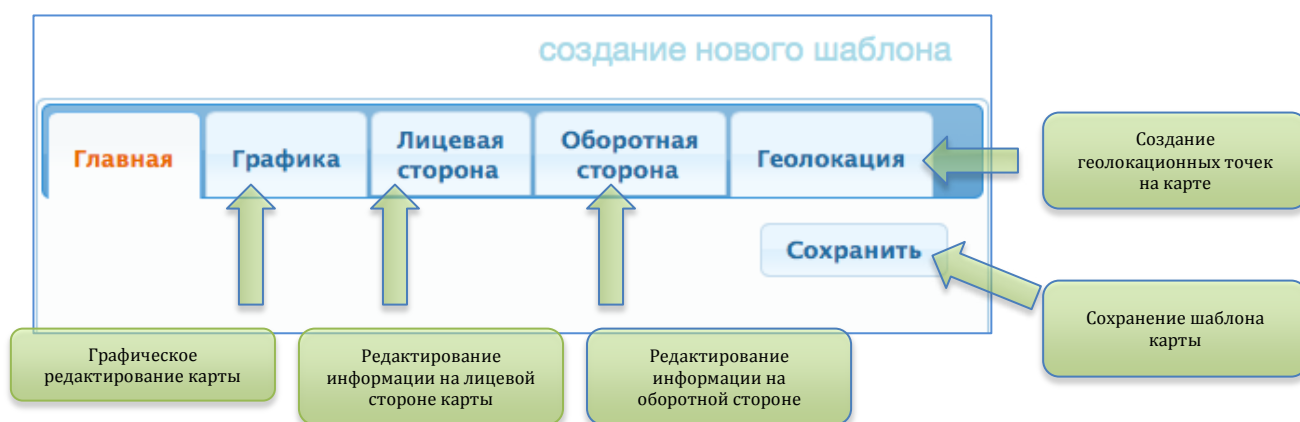 создание нового шаблона
Главная
Графика
Лицевая
сторона
Оборотная
сторона
Геолокация
Сохранить
Создание
геолокационных точек
на карте
Сохранение шаблона
карты
Графическое
редактирование карты
Редактирование
информации на лицевой
стороне карты
Редактирование
информации на
оборотной стороне